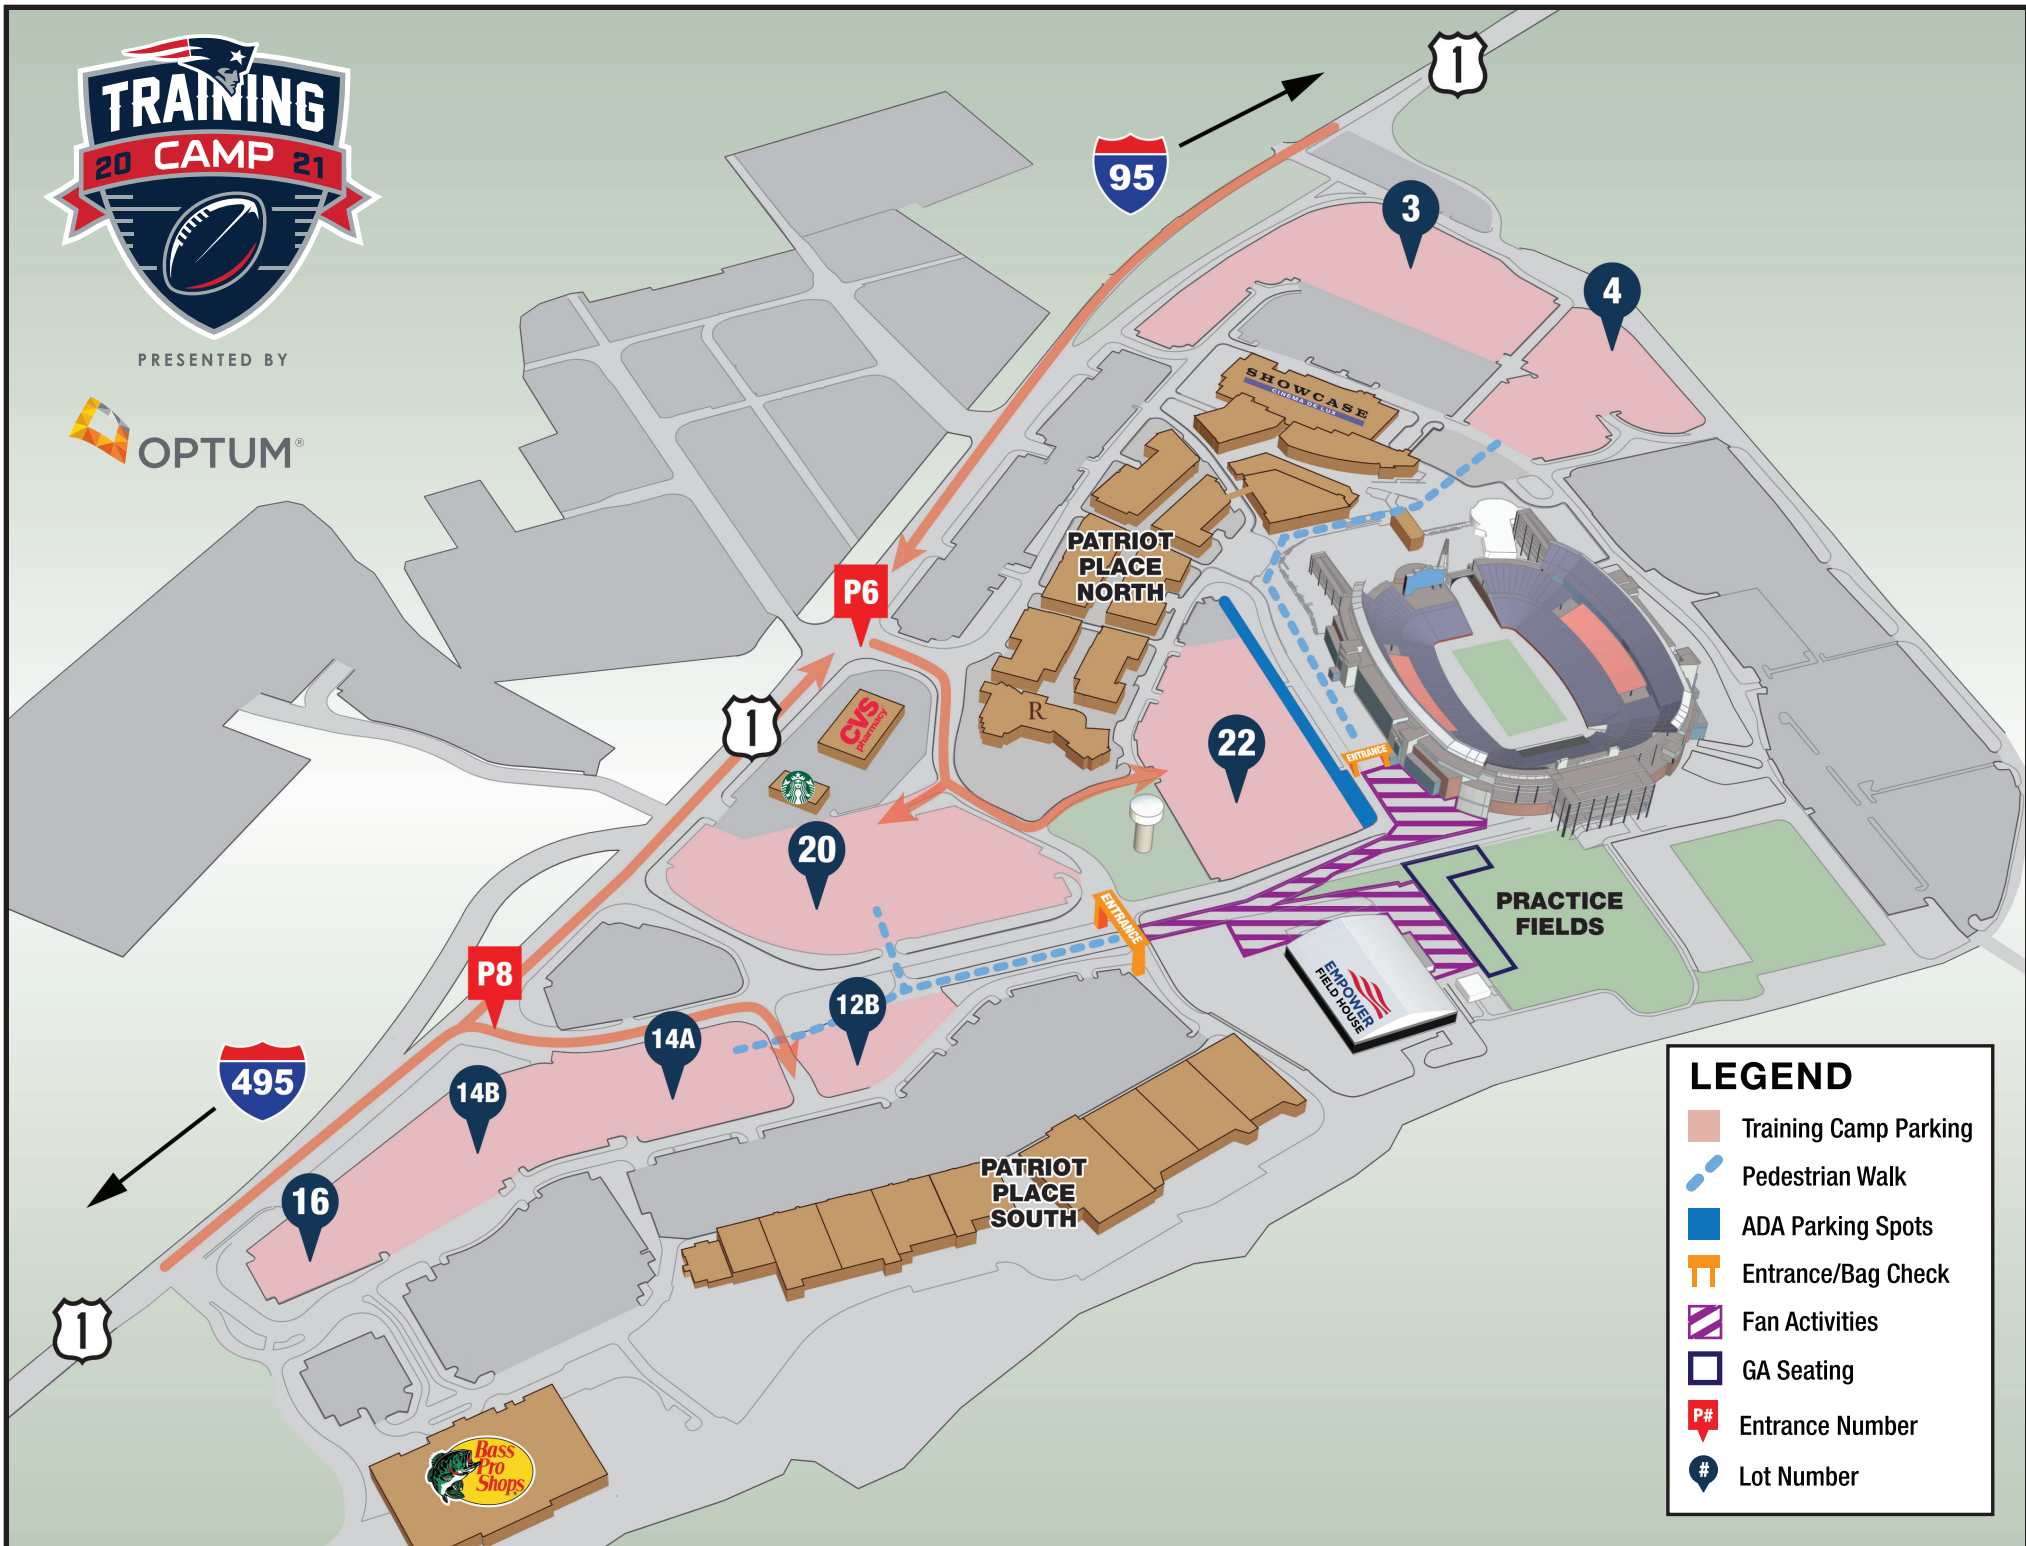 TRAINING
20 CAMP 21
PRESENTED BY
OPTUM®
1
95
3
4
SHOWCASE
CINEMA DE LUX
PATRIOT
PLACE
NORTH
P6
R
1
CVS
pharmacy
22
ENTRANCE
20
ENTRANCE
PRACTICE
FIELDS
EMPOWER
FIELD HOUSE
P8
12B
14A
14B
495
16
PATRIOT
PLACE
SOUTH
1
Bass
Pro
Shops
LEGEND
Training Camp Parking
Pedestrian Walk
ADA Parking Spots
Entrance/Bag Check
Fan Activities
GA Seating
P# Entrance Number
# Lot Number